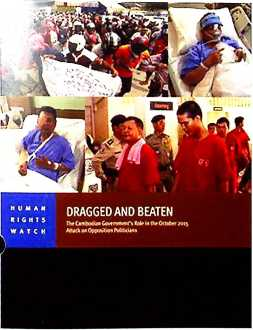 HUMAN
RIGHTS
WATCH
DRAGGED AND BEATEN
The Cambodian Government's Role in the October 2015
Attack on Opposition Politicians